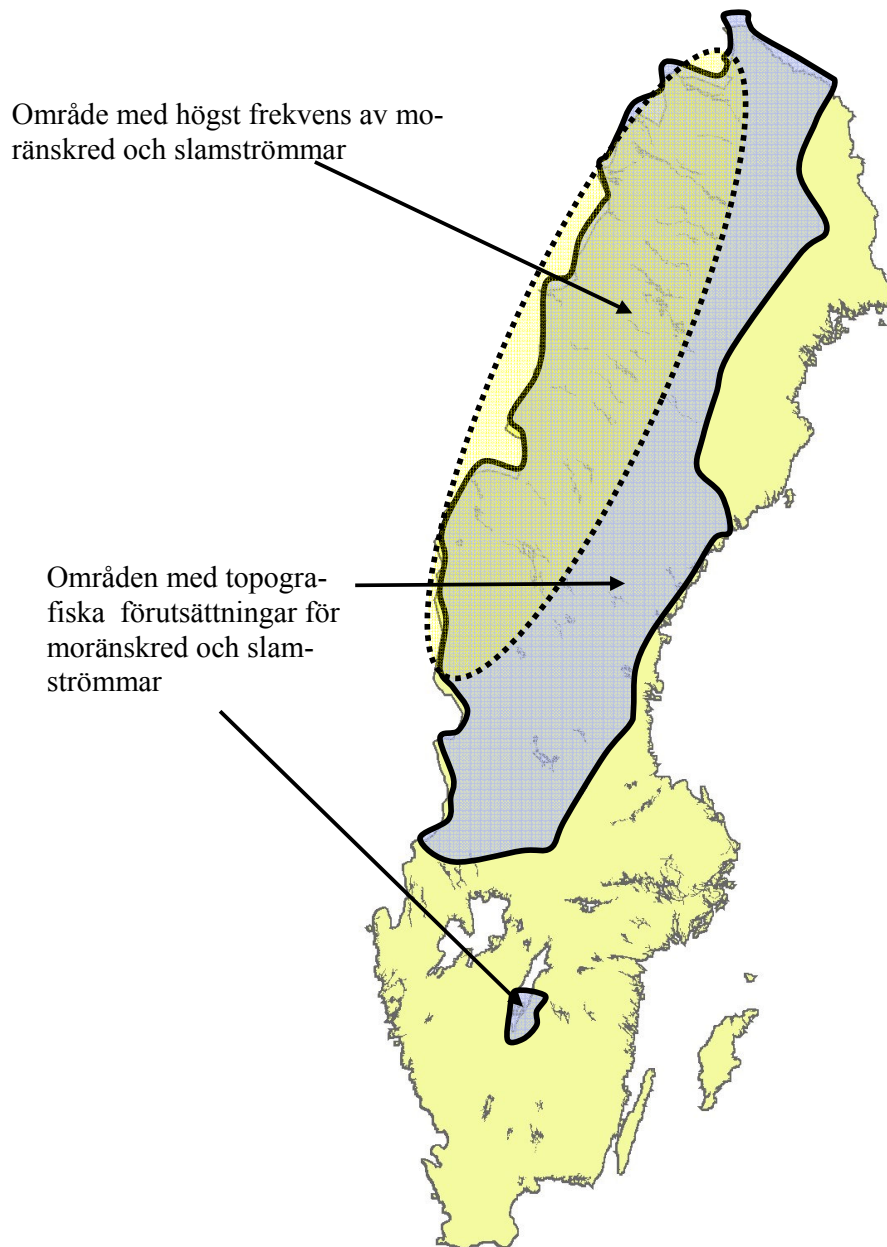 Område med högst frekvens av mo-
ränskred och slamströmmar
Områden med topogra-
fiska förutsättningar för
moränskred och slam-
strömmar